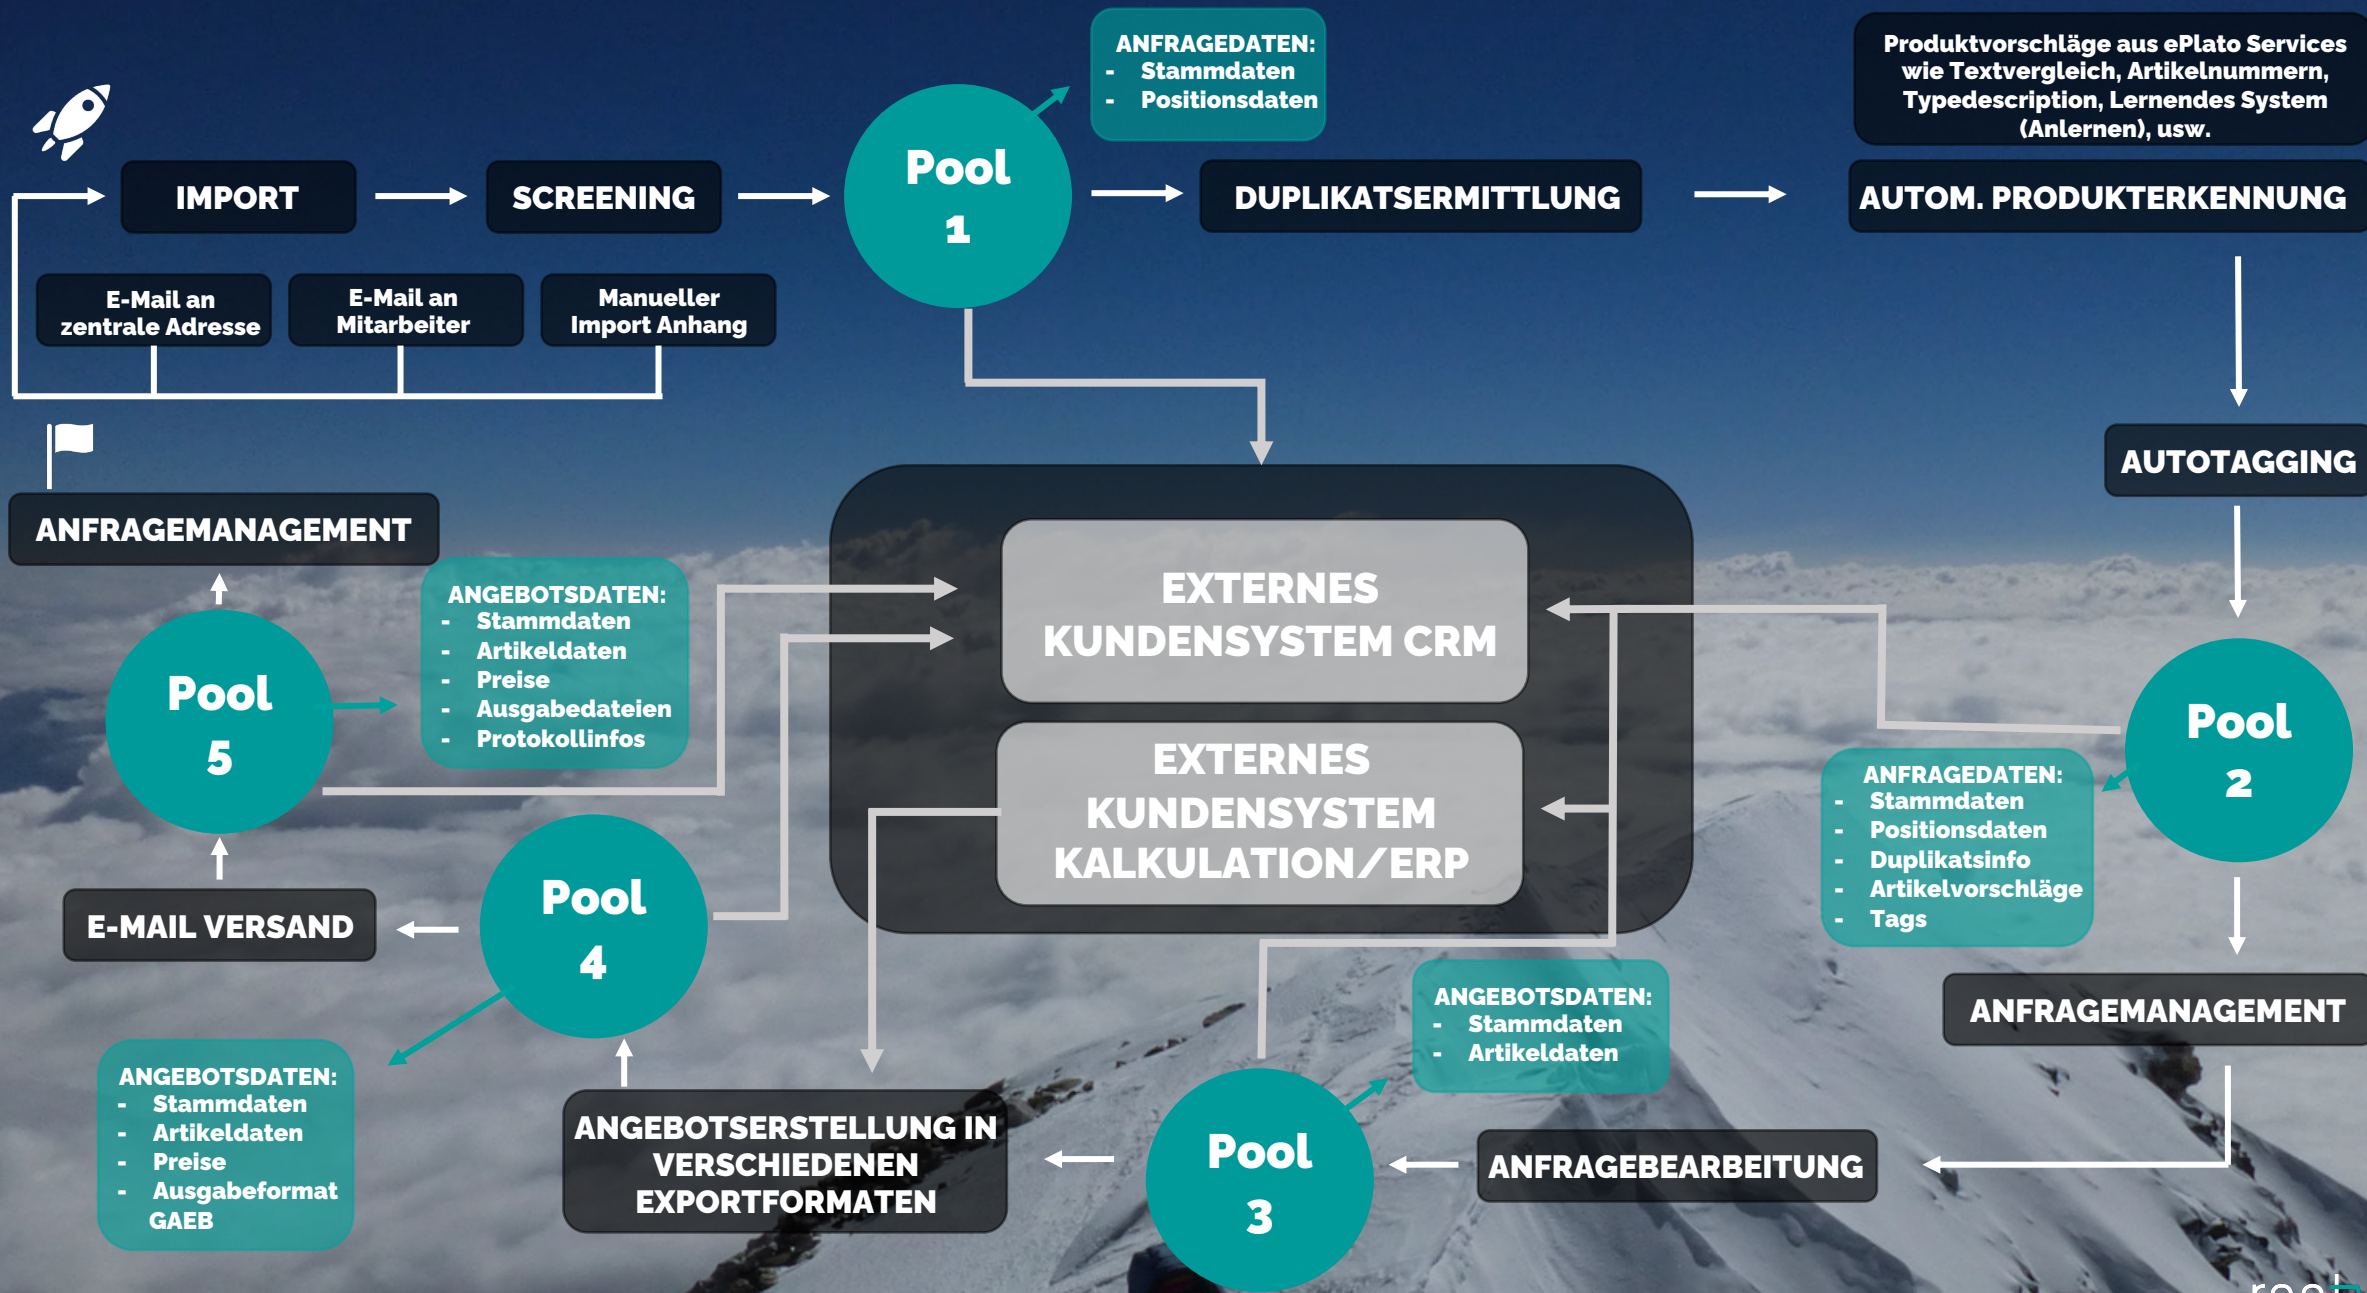 ANFRAGEDATEN:
- Stammdaten
- Positionsdaten
Produktvorschläge aus ePlato Services
wie Textvergleich, Artikelnummern,
Typedescription, Lernendes System
(Anlernen), usw.
IMPORT
SCREENING
Pool
1
DUPLIKATSERMITTLUNG
AUTOM. PRODUKTERKENNUNG
E-Mail an
zentrale Adresse
E-Mail an
Mitarbeiter
Manueller
Import Anhang
AUTOTAGGING
ANFRAGEMANAGEMENT
ANGEBOTSDATEN:
- Stammdaten
- Artikeldaten
- Preise
- Ausgabedateien
- Protokollinfos
Pool
5
EXTERNES
KUNDENSYSTEM CRM
EXTERNES
KUNDENSYSTEM
KALKULATION/ERP
Pool
2
ANFRAGEDATEN:
- Stammdaten
- Positionsdaten
- Duplikatsinfo
- Artikelvorschläge
- Tags
E-MAIL VERSAND
Pool
4
ANFRAGEMANAGEMENT
ANGEBOTSDATEN:
- Stammdaten
- Artikeldaten
ANGEBOTSDATEN:
- Stammdaten
- Artikeldaten
- Preise
- Ausgabeformat
GAEB
ANGEBOTSERSTELLUNG IN
VERSCHIEDENEN
EXPORTFORMATEN
Pool
3
ANFRAGEBEARBEITUNG